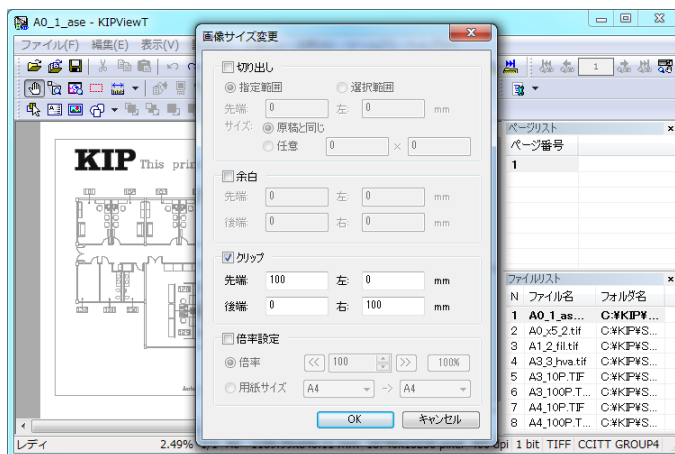 A0_1_ase - KIPViewT
ファイル(F) 編集(E) 表示(V)
画像サイズ変更
切り出し
指定範囲 選択範囲
先端: 0 左: 0 mm
サイズ: 原稿と同じ
任意 0 × 0
余白
先端: 0 左: 0 mm
後端: 0 右: 0 mm
クリップ
先端: 100 左: 0 mm
後端: 0 右: 100 mm
倍率設定
倍率 << 100 >> 100%
用紙サイズ A4 -> A4
OK キャンセル
1
KIP This prin
ページリスト
ページ番号
1
ファイルリスト
N ファイル名 フォルダ名
1 A0_1_as... C:¥KIP¥...
2 A0_x5_2.tif C:¥KIP¥S...
3 A1_2_fil.tif C:¥KIP¥S...
4 A3_3_hva.tif C:¥KIP¥S...
5 A3_10P.TIF C:¥KIP¥S...
6 A3_100P.T... C:¥KIP¥S...
7 A4_10P.TIF C:¥KIP¥S...
8 A4_100P.T... C:¥KIP¥S...
レディ 2.49% 1 bit TIFF CCITT GROUP4